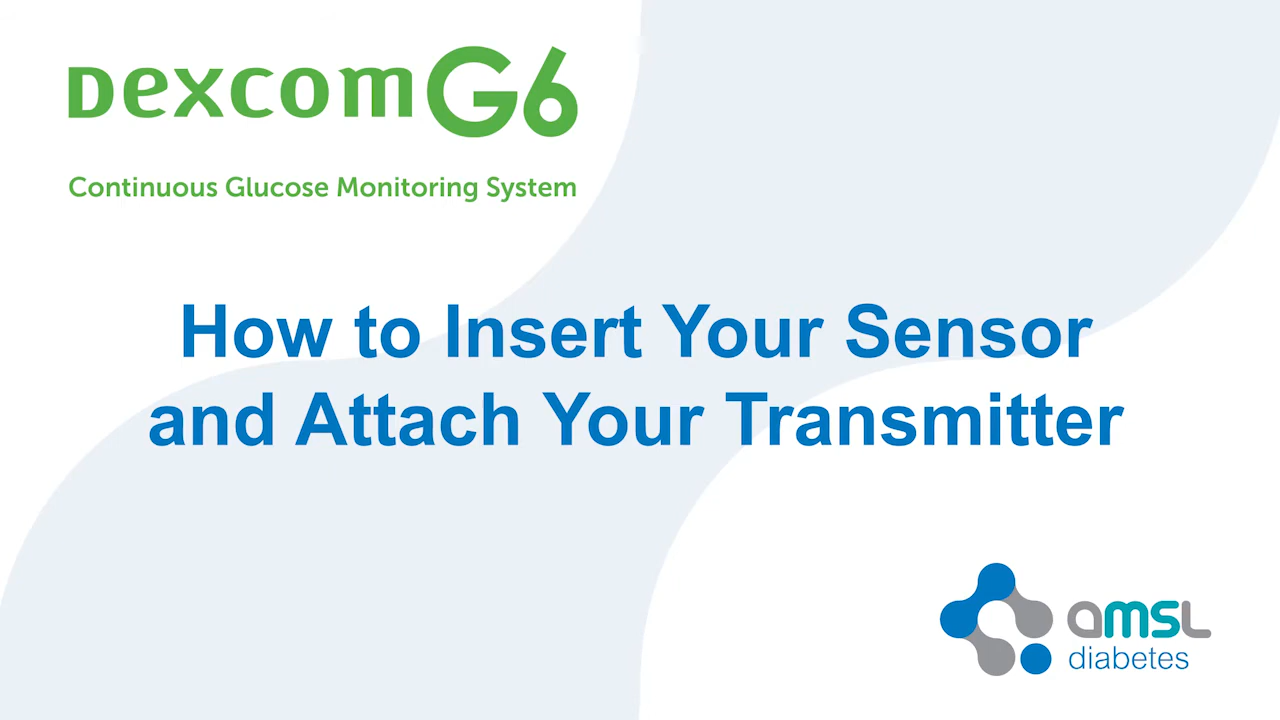 Dexcom G6
Continuous Glucose Monitoring System
How to Insert Your Sensor
and Attach Your Transmitter
aMSL
diabetes